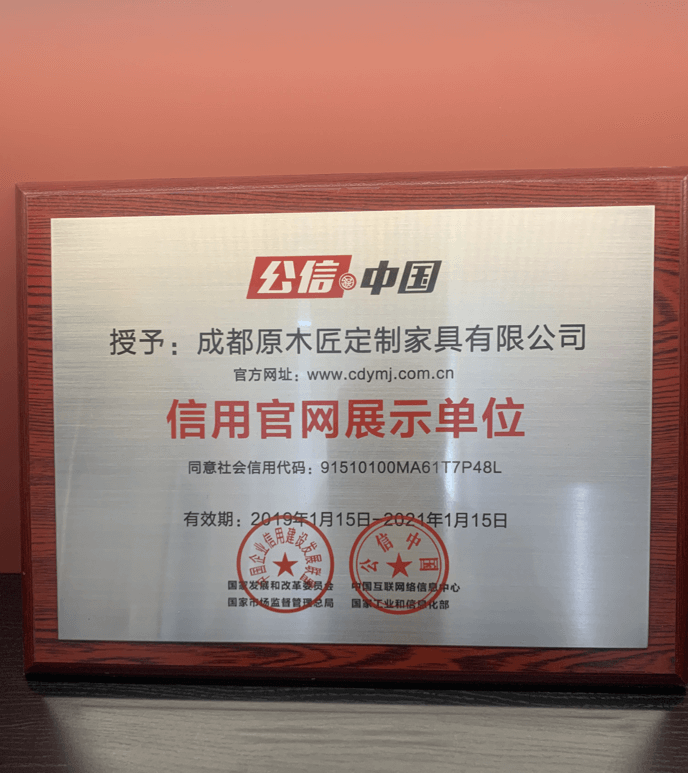 公信中国
授予：成都原木匠定制家具有限公司
官方网址：www.cdymj.com.cn
信用官网展示单位
同意社会信用代码：91510100MA61T7P48L
有效期：2019年1月15日-2021年1月15日
公信中国
国家发展和改革委员会 中国互联网络信息中心
国家市场监督管理总局 国家工业和信息化部